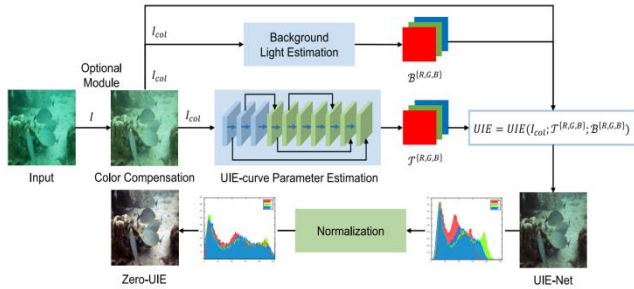 I_col
Background
Light Estimation
ℬ^{R,G,B}
Optional
Module
I_col
I
I_col
UIE = UIE(I_col; 𝒯^{R,G,B}; ℬ^{R,G,B})
𝒯^{R,G,B}
Input
Color Compensation
UIE-curve Parameter Estimation
Normalization
Zero-UIE
UIE-Net